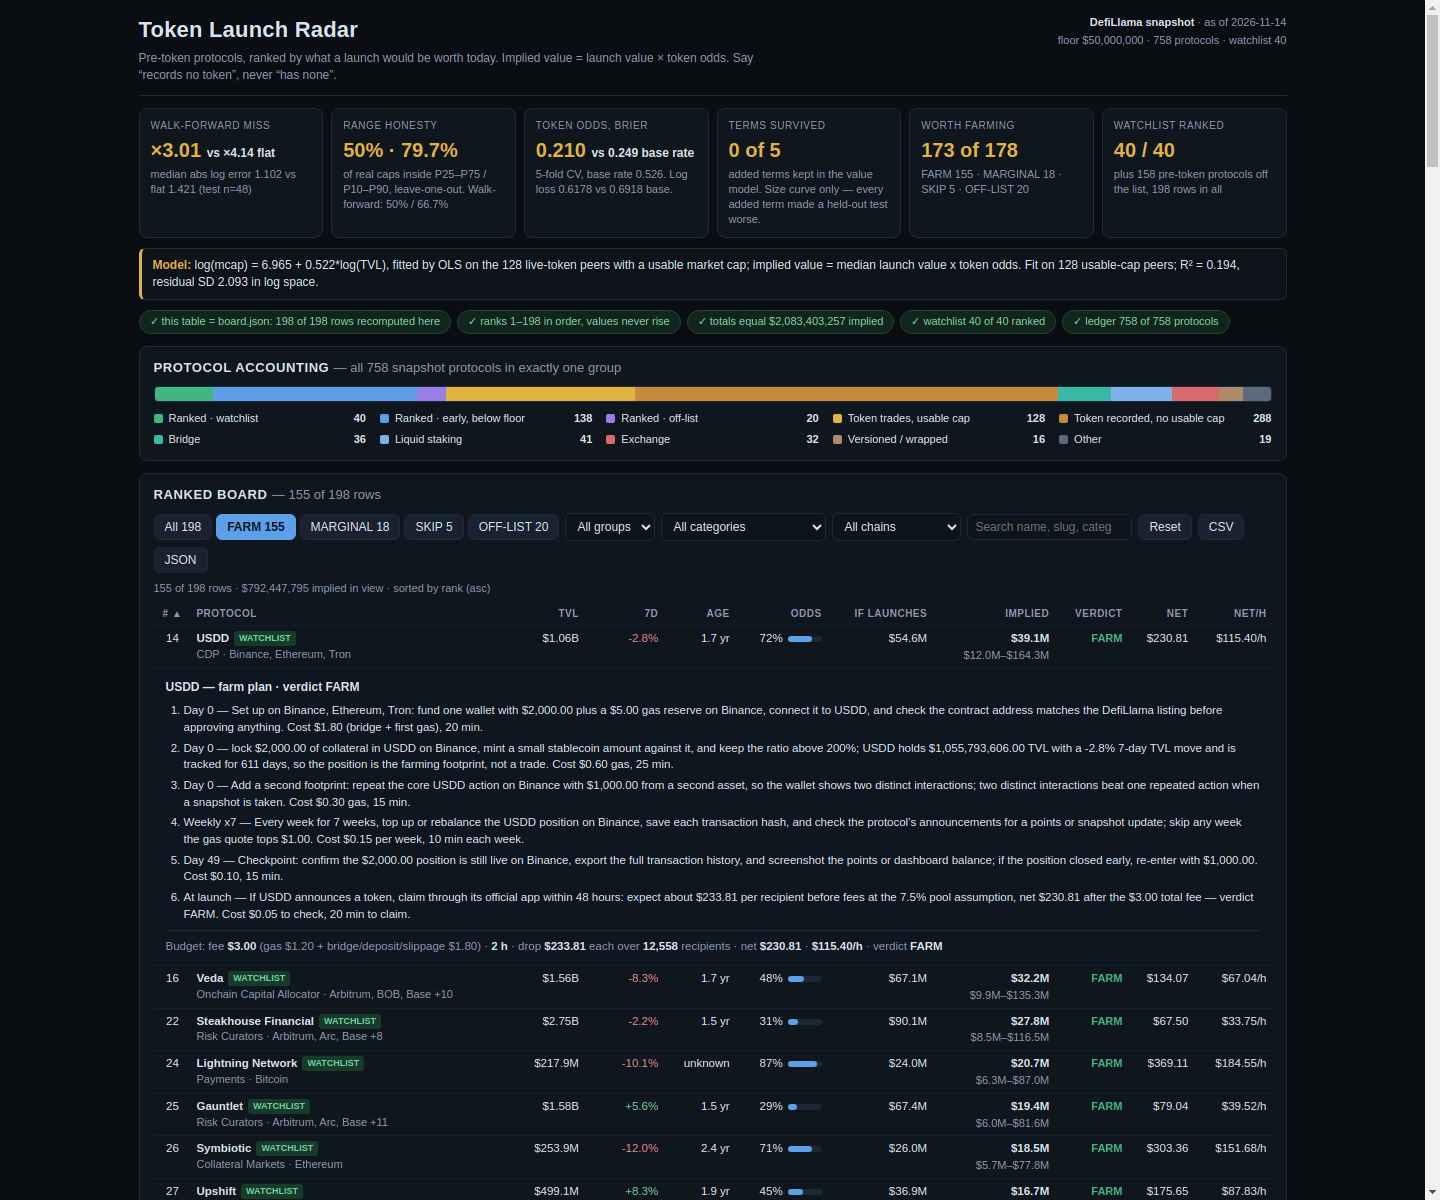 Token Launch Radar
DefiLlama snapshot · as of 2026-11-14
floor $50,000,000 · 758 protocols · watchlist 40
Pre-token protocols, ranked by what a launch would be worth today. Implied value = launch value × token odds. Say
“records no token”, never “has none”.
WALK-FORWARD MISS
×3.01 vs ×4.14 flat
median abs log error 1.102 vs
flat 1.421 (test n=48)
RANGE HONESTY
50% · 79.7%
of real caps inside P25–P75 /
P10–P90, leave-one-out. Walk-
forward: 50% / 66.7%
TOKEN ODDS, BRIER
0.210 vs 0.249 base rate
5-fold CV, base rate 0.526. Log
loss 0.6178 vs 0.6918 base.
TERMS SURVIVED
0 of 5
added terms kept in the value
model. Size curve only — every
added term made a held-out test
worse.
WORTH FARMING
173 of 178
FARM 155 · MARGINAL 18 ·
SKIP 5 · OFF-LIST 20
WATCHLIST RANKED
40 / 40
plus 158 pre-token protocols off
the list, 198 rows in all
Model: log(mcap) = 6.965 + 0.522*log(TVL), fitted by OLS on the 128 live-token peers with a usable market cap; implied value = median launch value x token odds. Fit on 128 usable-cap peers; R² = 0.194,
residual SD 2.093 in log space.
✓ this table = board.json: 198 of 198 rows recomputed here
✓ ranks 1–198 in order, values never rise
✓ totals equal $2,083,403,257 implied
✓ watchlist 40 of 40 ranked
✓ ledger 758 of 758 protocols
PROTOCOL ACCOUNTING — all 758 snapshot protocols in exactly one group
Ranked · watchlist 40
Ranked · early, below floor 138
Ranked · off-list 20
Token trades, usable cap 128
Token recorded, no usable cap 288
Bridge 36
Liquid staking 41
Exchange 32
Versioned / wrapped 16
Other 19
RANKED BOARD — 155 of 198 rows
All 198 FARM 155 MARGINAL 18 SKIP 5 OFF-LIST 20 All groups All categories All chains Search name, slug, categ Reset CSV
JSON
155 of 198 rows · $792,447,795 implied in view · sorted by rank (asc)
# ▲ PROTOCOL TVL 7D AGE ODDS IF LAUNCHES IMPLIED VERDICT NET NET/H
14 USDD WATCHLIST $1.06B -2.8% 1.7 yr 72% $54.6M $39.1M FARM $230.81 $115.40/h
CDP · Binance, Ethereum, Tron $12.0M–$164.3M
USDD — farm plan · verdict FARM
1. Day 0 — Set up on Binance, Ethereum, Tron: fund one wallet with $2,000.00 plus a $5.00 gas reserve on Binance, connect it to USDD, and check the contract address matches the DefiLlama listing before
approving anything. Cost $1.80 (bridge + first gas), 20 min.
2. Day 0 — lock $2,000.00 of collateral in USDD on Binance, mint a small stablecoin amount against it, and keep the ratio above 200%; USDD holds $1,055,793,606.00 TVL with a -2.8% 7-day TVL move and is
tracked for 611 days, so the position is the farming footprint, not a trade. Cost $0.60 gas, 25 min.
3. Day 0 — Add a second footprint: repeat the core USDD action on Binance with $1,000.00 from a second asset, so the wallet shows two distinct interactions; two distinct interactions beat one repeated action when
a snapshot is taken. Cost $0.30 gas, 15 min.
4. Weekly x7 — Every week for 7 weeks, top up or rebalance the USDD position on Binance, save each transaction hash, and check the protocol's announcements for a points or snapshot update; skip any week
the gas quote tops $1.00. Cost $0.15 per week, 10 min each week.
5. Day 49 — Checkpoint: confirm the $2,000.00 position is still live on Binance, export the full transaction history, and screenshot the points or dashboard balance; if the position closed early, re-enter with $1,000.00.
Cost $0.10, 15 min.
6. At launch — If USDD announces a token, claim through its official app within 48 hours: expect about $233.81 per recipient before fees at the 7.5% pool assumption, net $230.81 after the $3.00 total fee — verdict
FARM. Cost $0.05 to check, 20 min to claim.
Budget: fee $3.00 (gas $1.20 + bridge/deposit/slippage $1.80) · 2 h · drop $233.81 each over 12,558 recipients · net $230.81 · $115.40/h · verdict FARM
16 Veda WATCHLIST $1.56B -8.3% 1.7 yr 48% $67.1M $32.2M FARM $134.07 $67.04/h
Onchain Capital Allocator · Arbitrum, BOB, Base +10 $9.9M–$135.3M
22 Steakhouse Financial WATCHLIST $2.75B -2.2% 1.5 yr 31% $90.1M $27.8M FARM $67.50 $33.75/h
Risk Curators · Arbitrum, Arc, Base +8 $8.5M–$116.5M
24 Lightning Network WATCHLIST $217.9M -10.1% unknown 87% $24.0M $20.7M FARM $369.11 $184.55/h
Payments · Bitcoin $6.3M–$87.0M
25 Gauntlet WATCHLIST $1.58B +5.6% 1.5 yr 29% $67.4M $19.4M FARM $79.04 $39.52/h
Risk Curators · Arbitrum, Arc, Base +11 $6.0M–$81.6M
26 Symbiotic WATCHLIST $253.9M -12.0% 2.4 yr 71% $26.0M $18.5M FARM $303.36 $151.68/h
Collateral Markets · Ethereum $5.7M–$77.8M
27 Upshift WATCHLIST $499.1M +8.3% 1.9 yr 45% $36.9M $16.7M FARM $175.65 $87.83/h